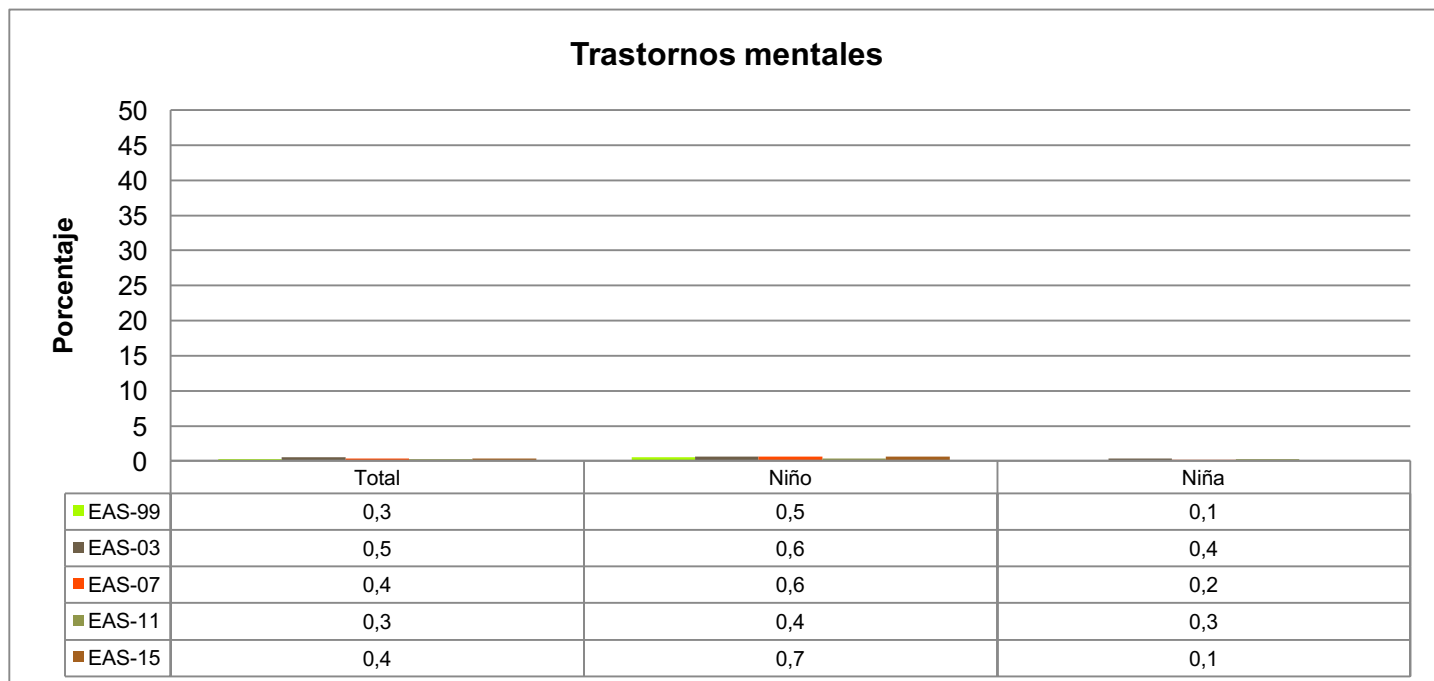 Trastornos mentales
Porcentaje
50
45
40
35
30
25
20
15
10
5
0
Total Niño Niña
EAS-99 0,3 0,5 0,1
EAS-03 0,5 0,6 0,4
EAS-07 0,4 0,6 0,2
EAS-11 0,3 0,4 0,3
EAS-15 0,4 0,7 0,1